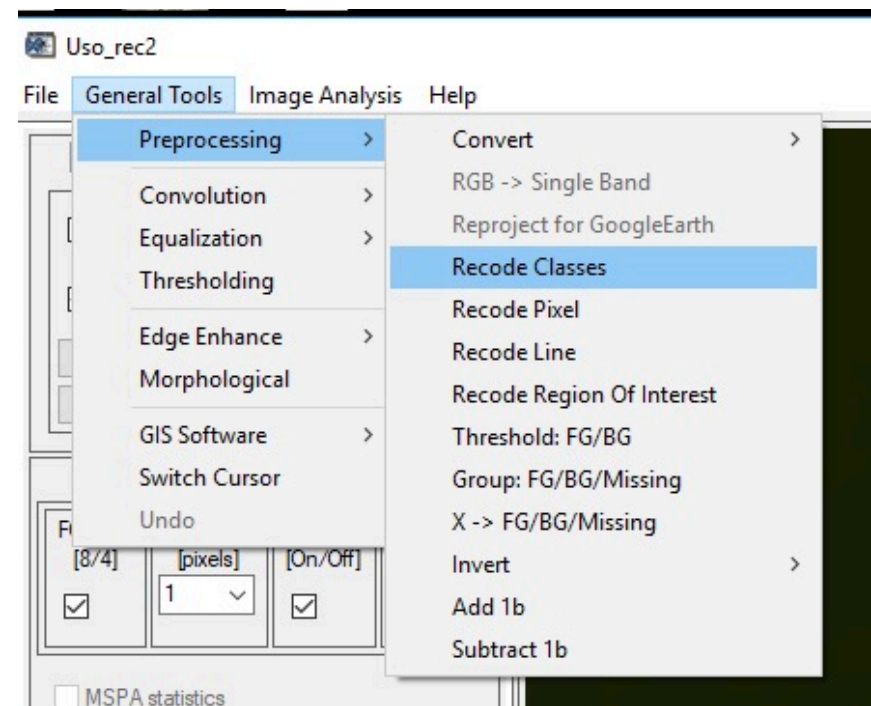 Uso_rec2
File General Tools Image Analysis Help
Preprocessing
Convolution
Equalization
Thresholding
Edge Enhance
Morphological
GIS Software
Switch Cursor
Undo
Convert
RGB -> Single Band
Reproject for GoogleEarth
Recode Classes
Recode Pixel
Recode Line
Recode Region Of Interest
Threshold: FG/BG
Group: FG/BG/Missing
X -> FG/BG/Missing
Invert
Add 1b
Subtract 1b
[8/4] [pixels] [On/Off]
1
MSPA statistics